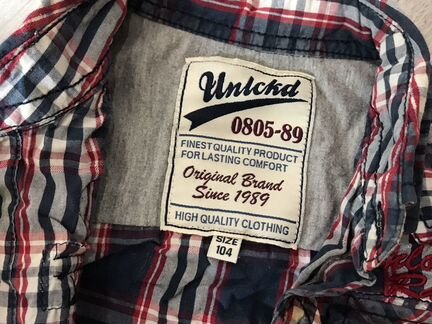 Unlckd
0805-89
FINEST QUALITY PRODUCT
FOR LASTING COMFORT
Original Brand
Since 1989
HIGH QUALITY CLOTHING
SIZE
104